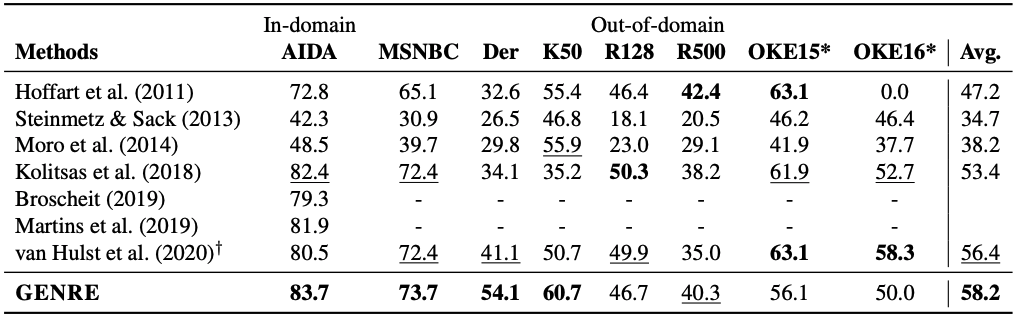 In-domain Out-of-domain
Methods AIDA MSNBC Der K50 R128 R500 OKE15* OKE16* Avg.
Hoffart et al. (2011) 72.8 65.1 32.6 55.4 46.4 42.4 63.1 0.0 47.2
Steinmetz & Sack (2013) 42.3 30.9 26.5 46.8 18.1 20.5 46.2 46.4 34.7
Moro et al. (2014) 48.5 39.7 29.8 55.9 23.0 29.1 41.9 37.7 38.2
Kolitsas et al. (2018) 82.4 72.4 34.1 35.2 50.3 38.2 61.9 52.7 53.4
Broscheit (2019) 79.3 - - - - - - -
Martins et al. (2019) 81.9 - - - - - - -
van Hulst et al. (2020)† 80.5 72.4 41.1 50.7 49.9 35.0 63.1 58.3 56.4
GENRE 83.7 73.7 54.1 60.7 46.7 40.3 56.1 50.0 58.2